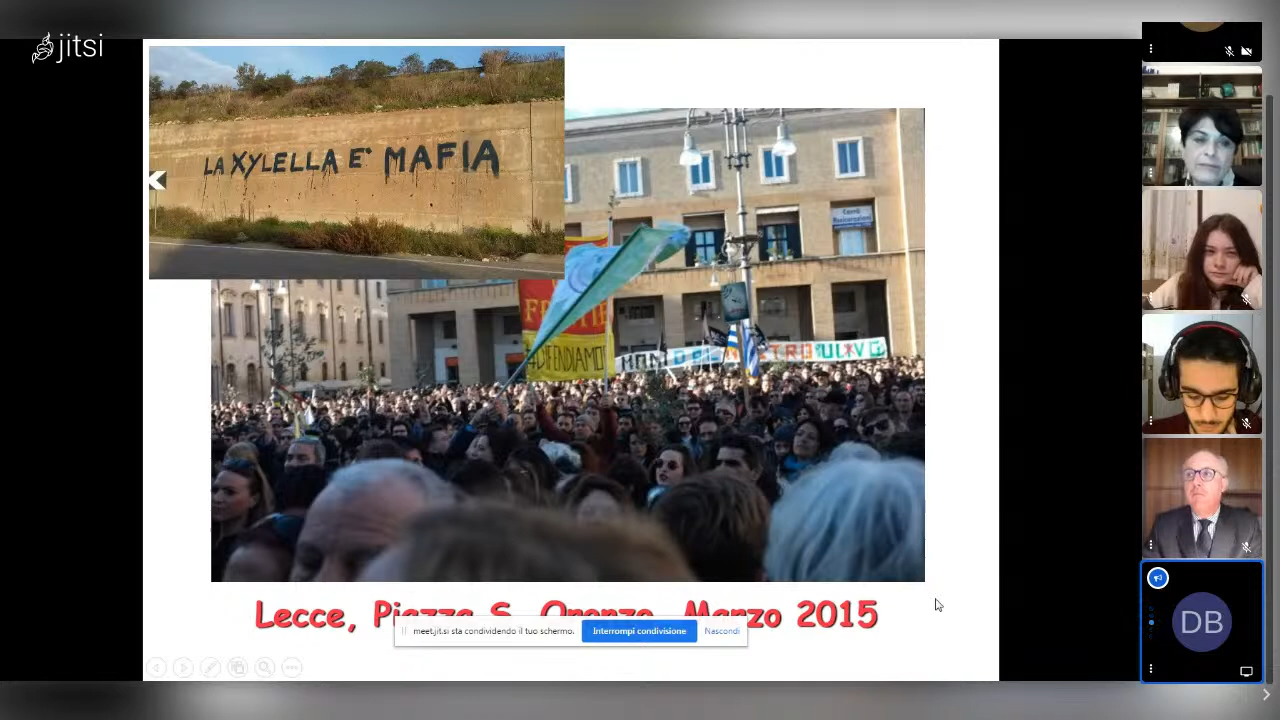 jitsi
LA XYLELLA E' MAFIA
#DIFENDIAMO
Lecce, Piazza S. Oronzo, Marzo 2015
meet.jit.si sta condividendo il tuo schermo.
Interrompi condivisione
Nascondi
DB